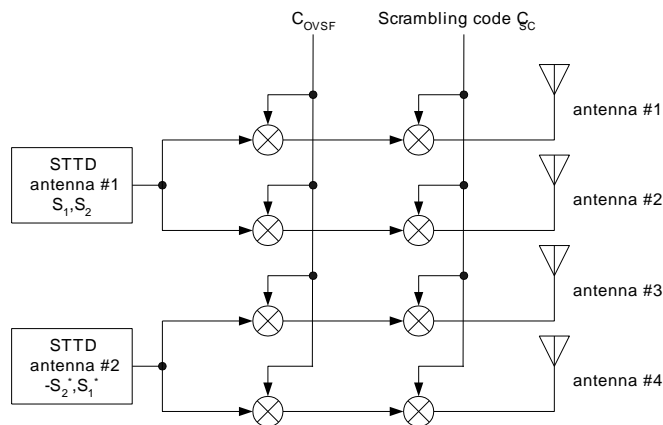 C_OVSF Scrambling code C_SC
antenna #1
STTD
antenna #1
S_1,S_2
antenna #2
antenna #3
STTD
antenna #2
-S_2^*,S_1^*
antenna #4